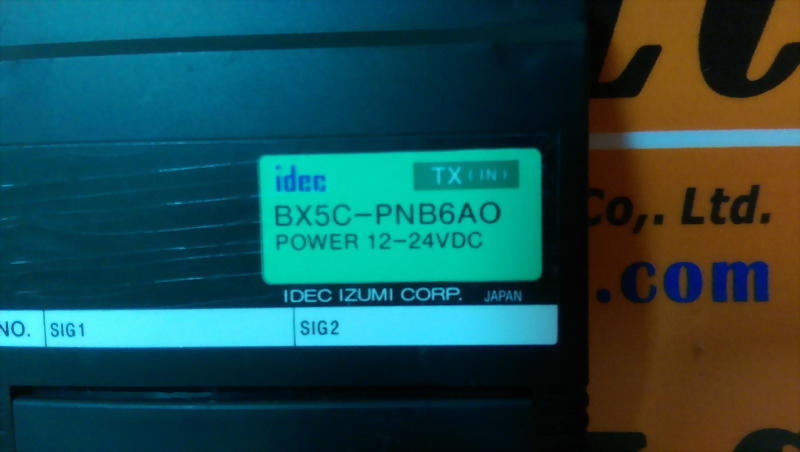 idec TX (IN)
BX5C-PNB6AO
POWER 12-24VDC
IDEC IZUMI CORP. JAPAN
NO. SIG1 SIG2
Co,. Ltd.
.com